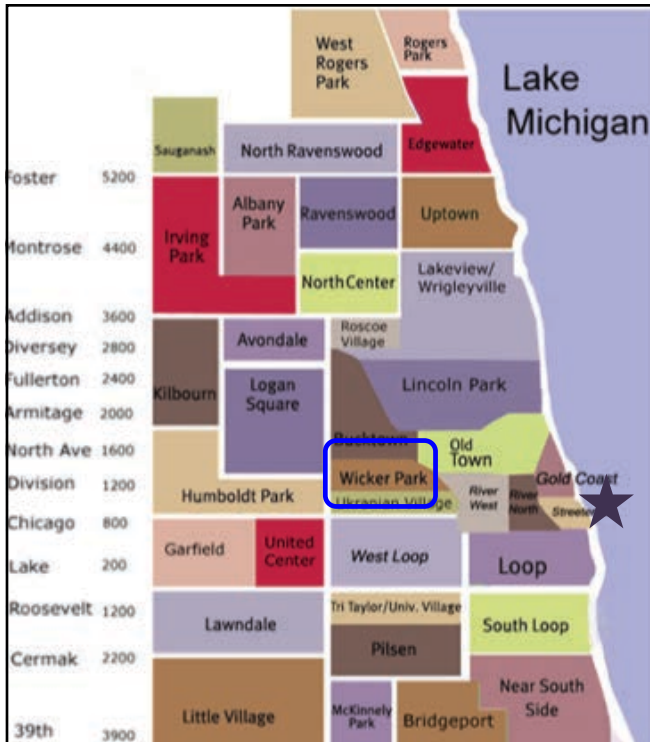 West
Rogers
Park
Rogers
Park
Lake
Michigan
Sauganash
North Ravenswood
Edgewater
Foster 5200
Albany
Park
Ravenswood
Uptown
Irving
Park
Montrose 4400
North Center
Lakeview/
Wrigleyville
Addison 3600
Roscoe
Village
Diversey 2800
Avondale
Fullerton 2400
Kilbourn
Logan
Square
Lincoln Park
Armitage 2000
North Ave 1600
Bucktown
Old
Town
Division 1200
Humboldt Park
Wicker Park
Ukranian Village
River
West
River
North
Gold Coast
Streeter
Chicago 800
Garfield
United
Center
West Loop
Loop
Lake 200
Roosevelt 1200
Lawndale
Tri Taylor/Univ. Village
South Loop
Cermak 2200
Pilsen
Little Village
McKinnely
Park
Bridgeport
Near South
Side
39th 3900